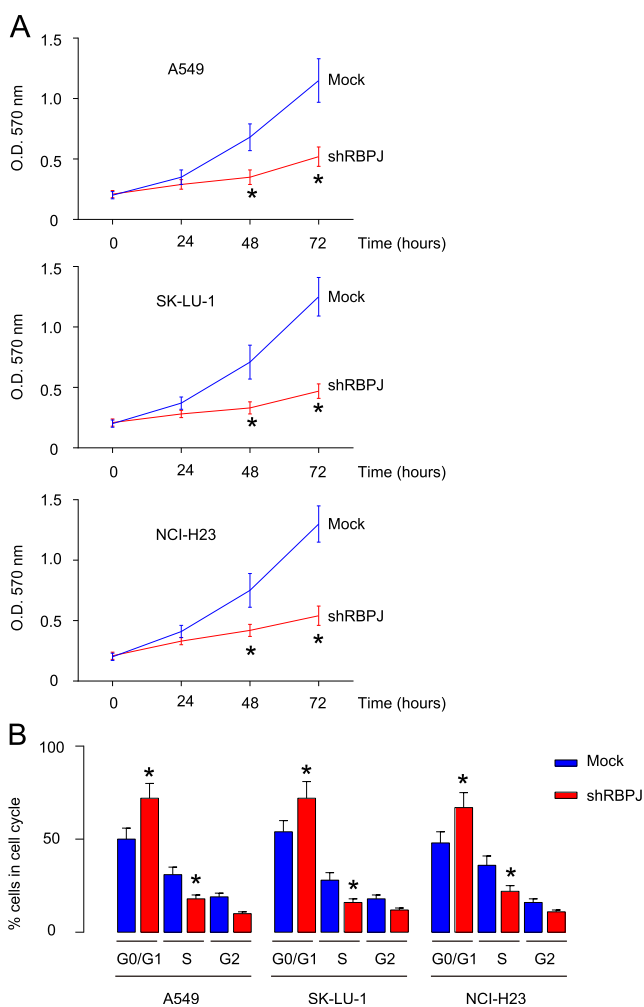 A
1.5
A549
Mock
1.0
O.D. 570 nm
shRBPJ
0.5
*
*
0
0 24 48 72 Time (hours)
1.5
SK-LU-1
Mock
1.0
O.D. 570 nm
shRBPJ
0.5
*
*
0
0 24 48 72 Time (hours)
1.5
NCI-H23
Mock
1.0
O.D. 570 nm
shRBPJ
0.5
*
*
0
0 24 48 72 Time (hours)
B
100
Mock
shRBPJ
* * *
50
% cells in cell cycle
* * *
0
G0/G1 S G2 G0/G1 S G2 G0/G1 S G2
A549 SK-LU-1 NCI-H23